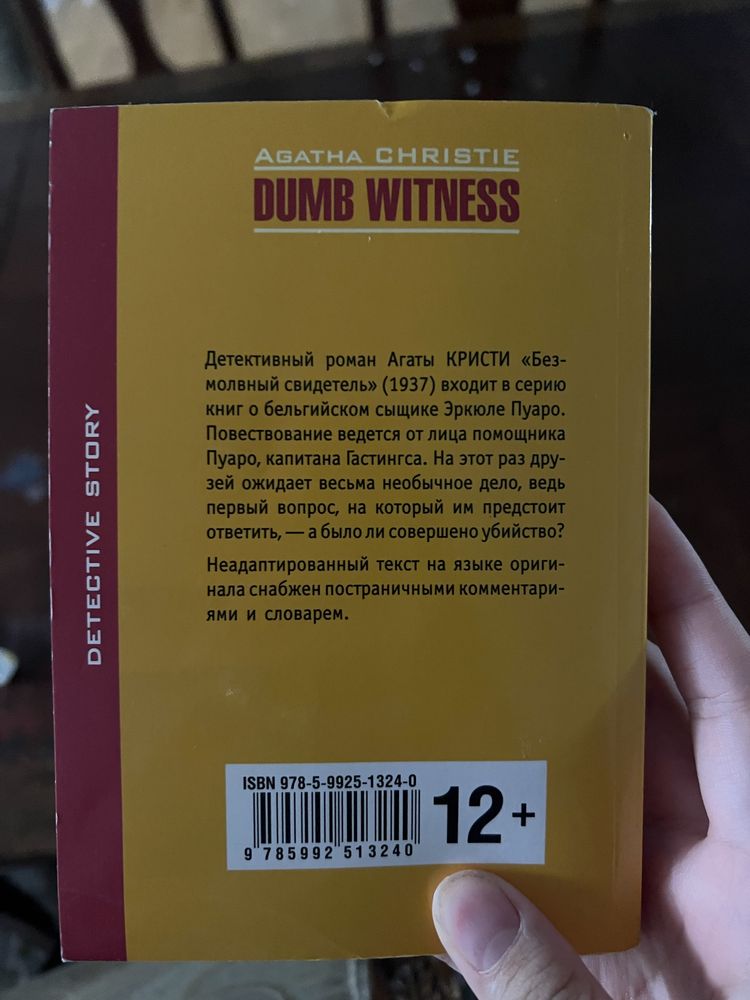 AGATHA CHRISTIE
DUMB WITNESS
Детективный роман Агаты КРИСТИ «Без-
молвный свидетель» (1937) входит в серию
книг о бельгийском сыщике Эркюле Пуаро.
Повествование ведется от лица помощника
Пуаро, капитана Гастингса. На этот раз дру-
зей ожидает весьма необычное дело, ведь
первый вопрос, на который им предстоит
ответить, — а было ли совершено убийство?
Неадаптированный текст на языке ориги-
нала снабжен постраничными комментари-
ями и словарем.
DETECTIVE STORY
ISBN 978-5-9925-1324-0
9 785992 513240
12+